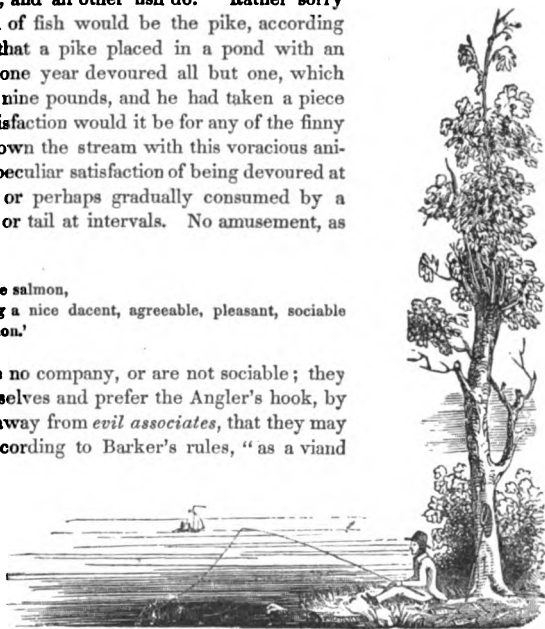 and all other fish do. Rather sorry
of fish would be the pike, according
that a pike placed in a pond with an
one year devoured all but one, which
nine pounds, and he had taken a piece
isfaction would it be for any of the finny
own the stream with this voracious ani-
peculiar satisfaction of being devoured at
or perhaps gradually consumed by a
or tail at intervals. No amusement, as
e salmon,
g a nice dacent, agreeable, pleasant, sociable
on.'
no company, or are not sociable; they
selves and prefer the Angler's hook, by
away from evil associates, that they may
cording to Barker's rules, "as a viand